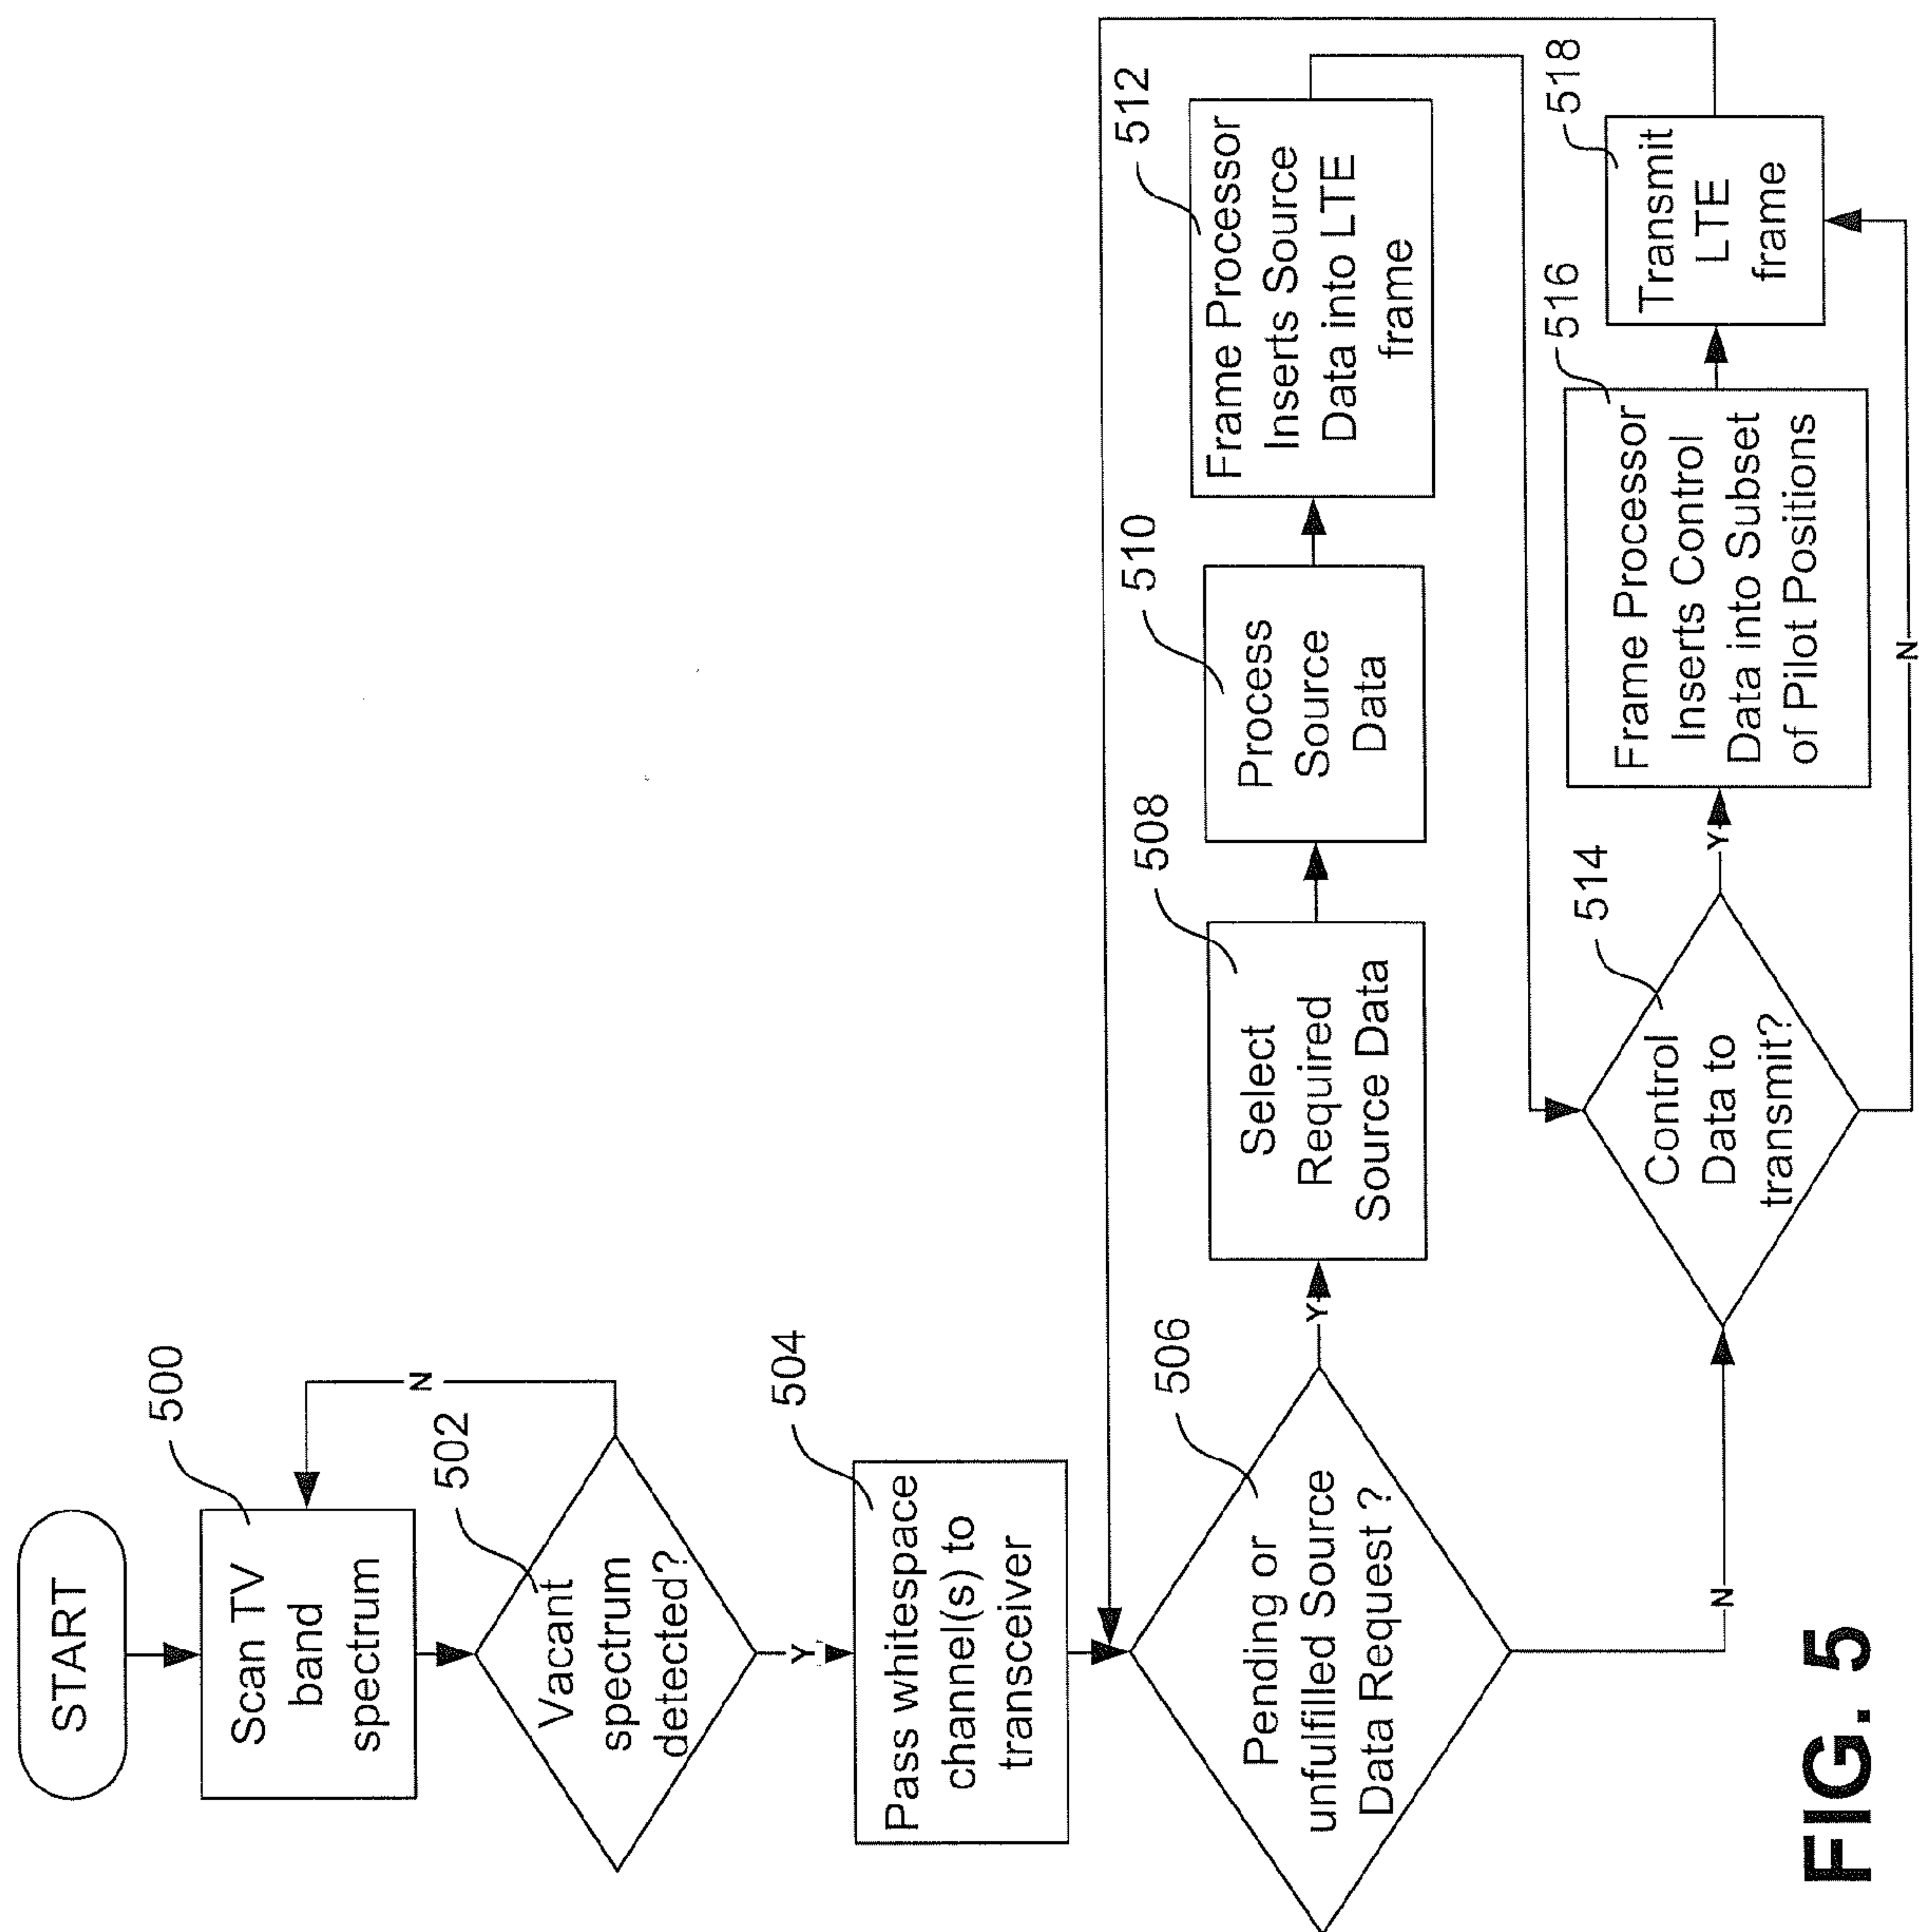 START
500
Scan TV
band
spectrum
502
Vacant
spectrum
detected?
N
Y
504
Pass whitespace
channel(s) to
transceiver
506
Pending or
unfulfilled Source
Data Request ?
Y
N
508
Select
Required
Source Data
510
Process
Source
Data
512
Frame Processor
Inserts Source
Data into LTE
frame
514
Control
Data to
transmit?
Y
N
516
Frame Processor
Inserts Control
Data into Subset
of Pilot Positions
518
Transmit
LTE
frame
FIG. 5